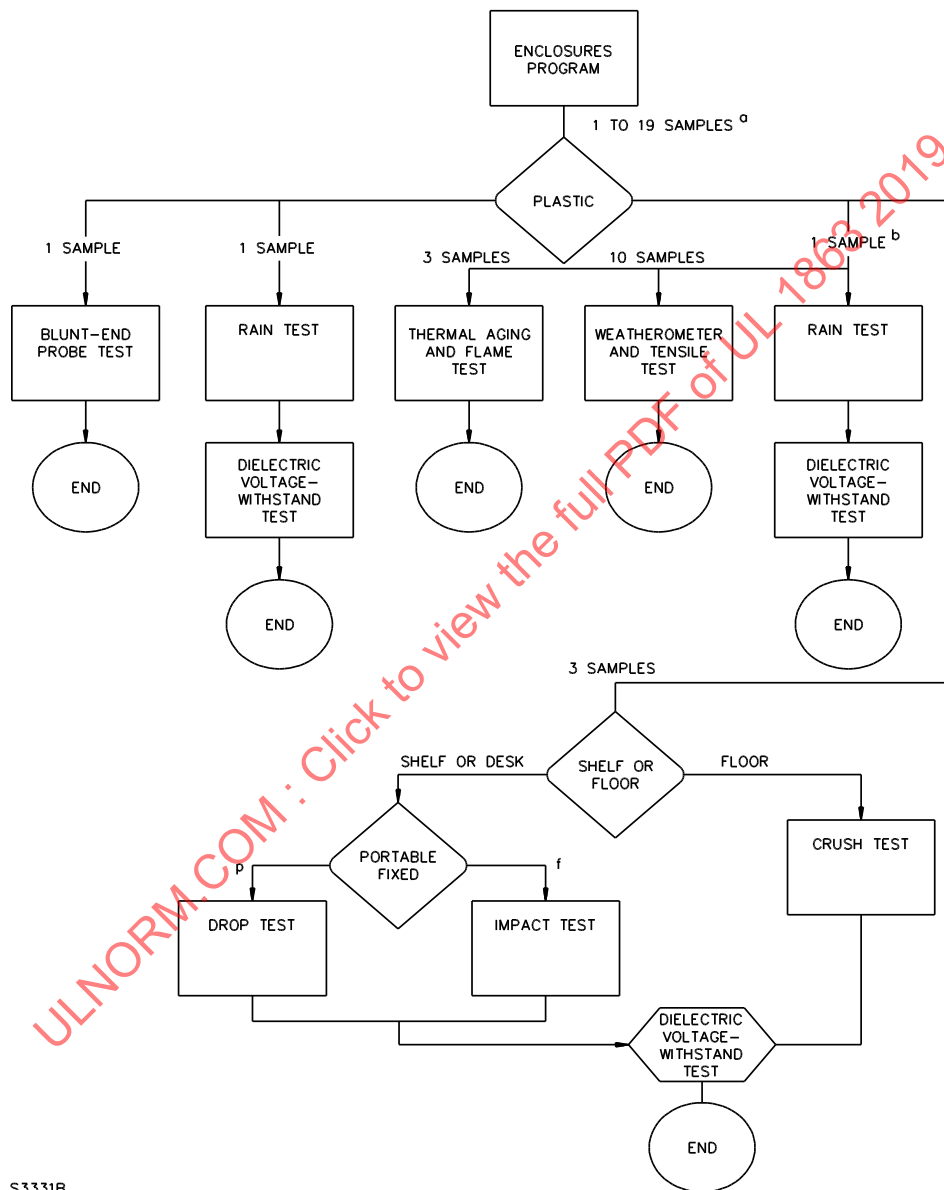 ENCLOSURES
PROGRAM
1 TO 19 SAMPLES a
PLASTIC
1 SAMPLE
1 SAMPLE
1 SAMPLE b
3 SAMPLES
10 SAMPLES
BLUNT-END
PROBE TEST
RAIN TEST
THERMAL AGING
AND FLAME
TEST
WEATHEROMETER
AND TENSILE
TEST
RAIN TEST
END
DIELECTRIC
VOLTAGE-
WITHSTAND
TEST
END
END
DIELECTRIC
VOLTAGE-
WITHSTAND
TEST
END
END
3 SAMPLES
SHELF OR DESK
SHELF OR
FLOOR
FLOOR
PORTABLE
FIXED
p
f
CRUSH TEST
DROP TEST
IMPACT TEST
DIELECTRIC
VOLTAGE-
WITHSTAND
TEST
END
S3331B
ULNORM.COM : Click to view the full PDF of UL 1863 2019